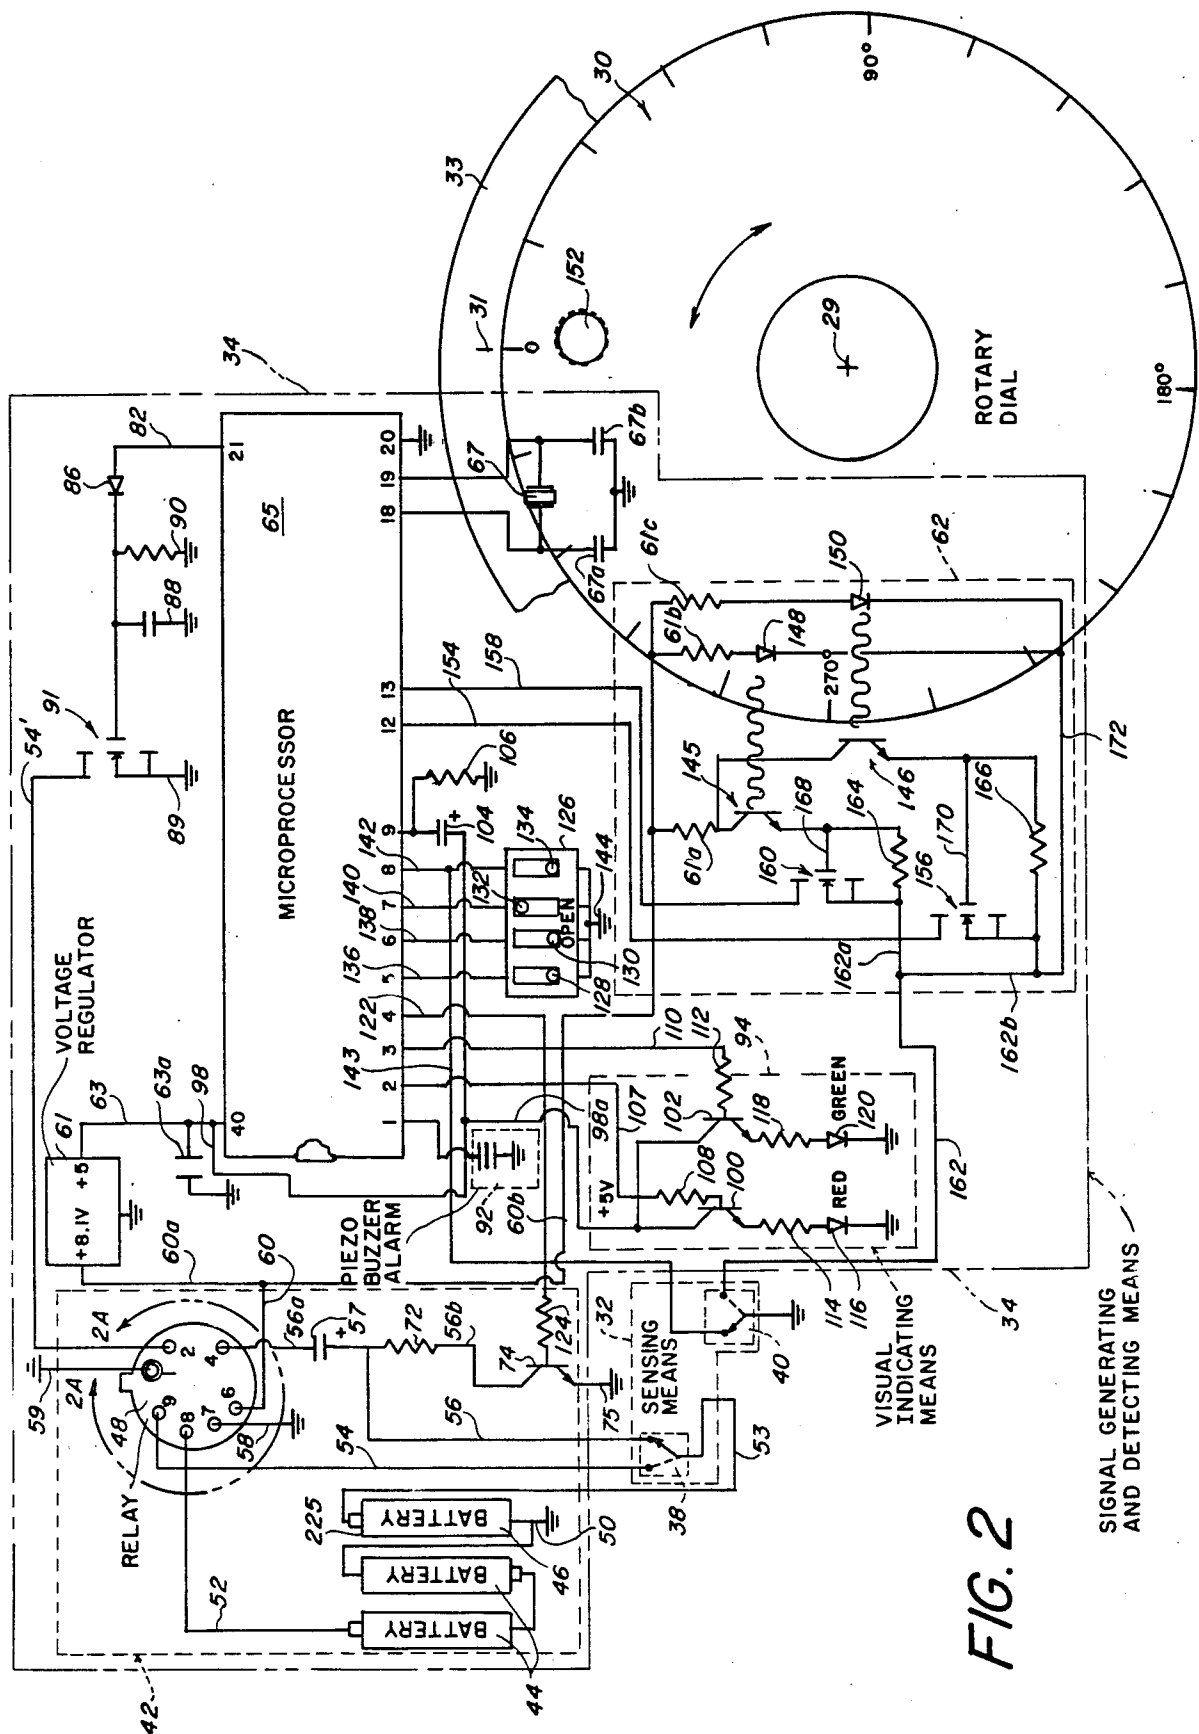 34
33
31
30
90°
152
29
ROTARY
DIAL
180°
270°
0
54'
91
86
82
90
88
89
21
65
MICROPROCESSOR
VOLTAGE
REGULATOR
61
63
63a
98
+8.1V +5
40
1
2
3
4
5
6
7
8
9
12
13
18
19
20
67
67a
67b
61c
61b
62
150
148
154
158
106
104
+
142
140
138
136
122
143
134
126
132
OPEN
144
130
128
145
61a
160
168
164
146
170
166
156
172
162a
162b
162
110
112
94
98a
107
102
108
100
118
GREEN
120
+5V
RED
114
116
PIEZO
BUZZER
ALARM
92
60b
60a
60
2A
2A
59
48
2
4
6
7
8
9
58
56a
57
+
72
56b
124
74
75
RELAY
54
56
52
225
BATTERY
BATTERY
BATTERY
46
50
44
42
32
SENSING
MEANS
38
53
40
VISUAL
INDICATING
MEANS
34
SIGNAL GENERATING
AND DETECTING MEANS
FIG. 2